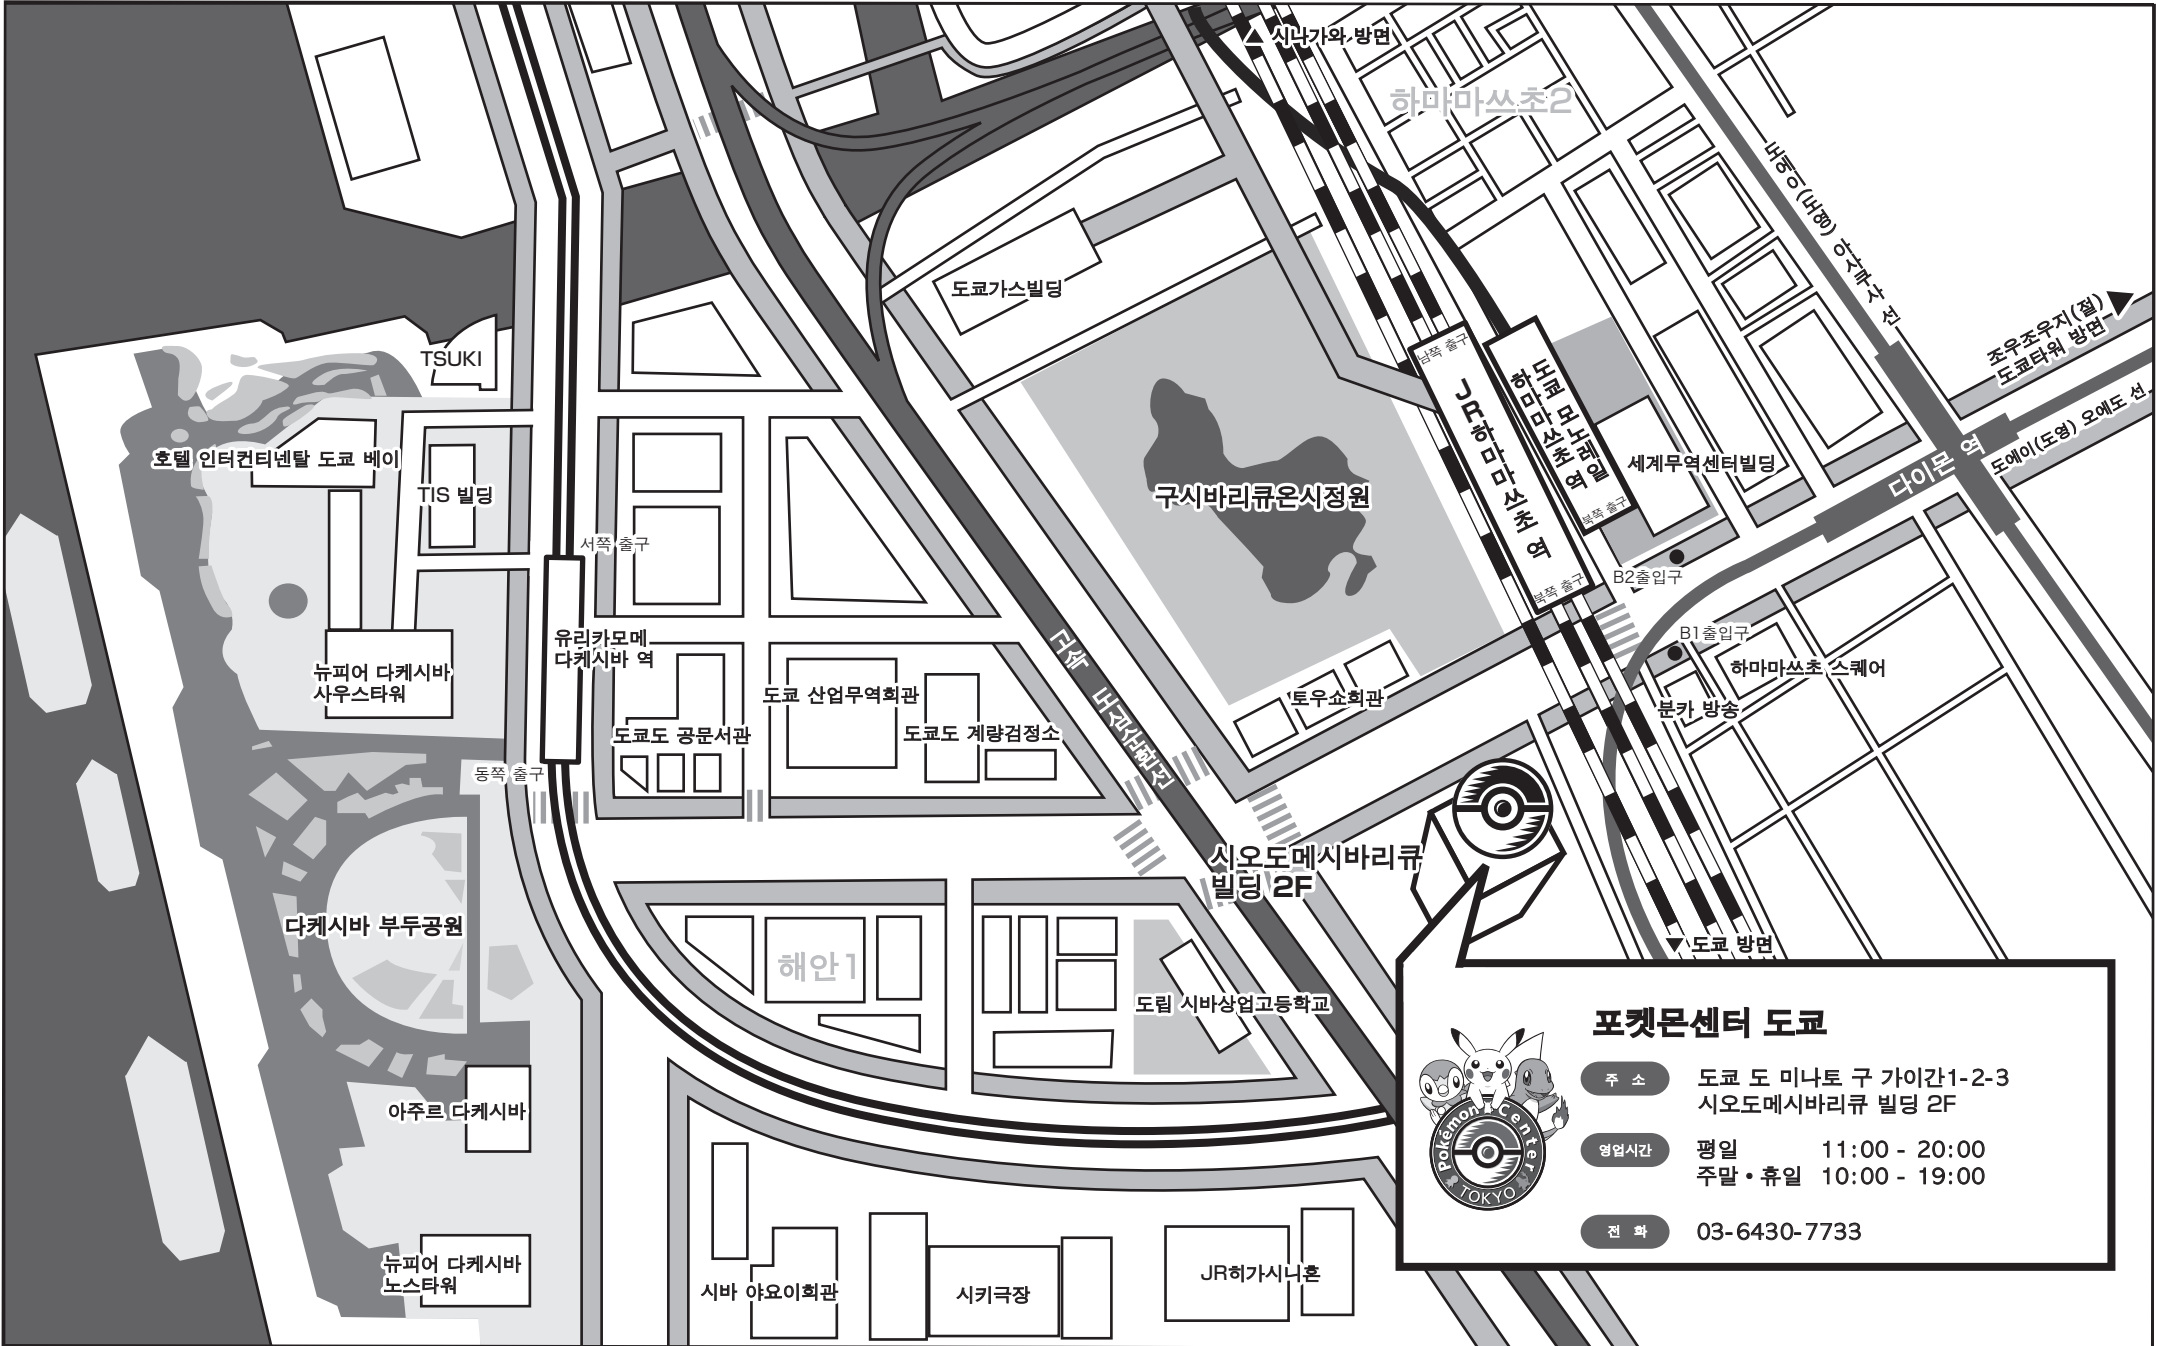 시나가와 방면
하마마쓰초2
도에이(도영) 아사쿠사 선
조우조우지(절)
도쿄타워 방면
도에이(도영) 오에도 선
다이몬 역
도쿄가스빌딩
남쪽 출구
JR하마마쓰초 역
북쪽 출구
도쿄 모노레일
하마마쓰초 역
북쪽 출구
세계무역센터빌딩
B2출입구
B1출입구
하마마쓰초 스퀘어
분카 방송
구시바리큐온시정원
토우쇼회관
TSUKI
호텔 인터컨티넨탈 도쿄 베이
TIS 빌딩
서쪽 출구
유리카모메
다케시바 역
뉴피어 다케시바
사우스타워
동쪽 출구
도쿄도 공문서관
도쿄 산업무역회관
도쿄도 계량검정소
고속 도심순환선
시오도메시바리큐
빌딩 2F
다케시바 부두공원
해안1
도립 시바상업고등학교
도쿄 방면
아주르 다케시바
뉴피어 다케시바
노스타워
시바 야요이회관
시키극장
JR히가시니혼
포켓몬센터 도쿄
주 소
도쿄 도 미나토 구 가이간1-2-3
시오도메시바리큐 빌딩 2F
영업시간
평일 11:00 - 20:00
주말 • 휴일 10:00 - 19:00
전 화
03-6430-7733
Pokémon Center
TOKYO